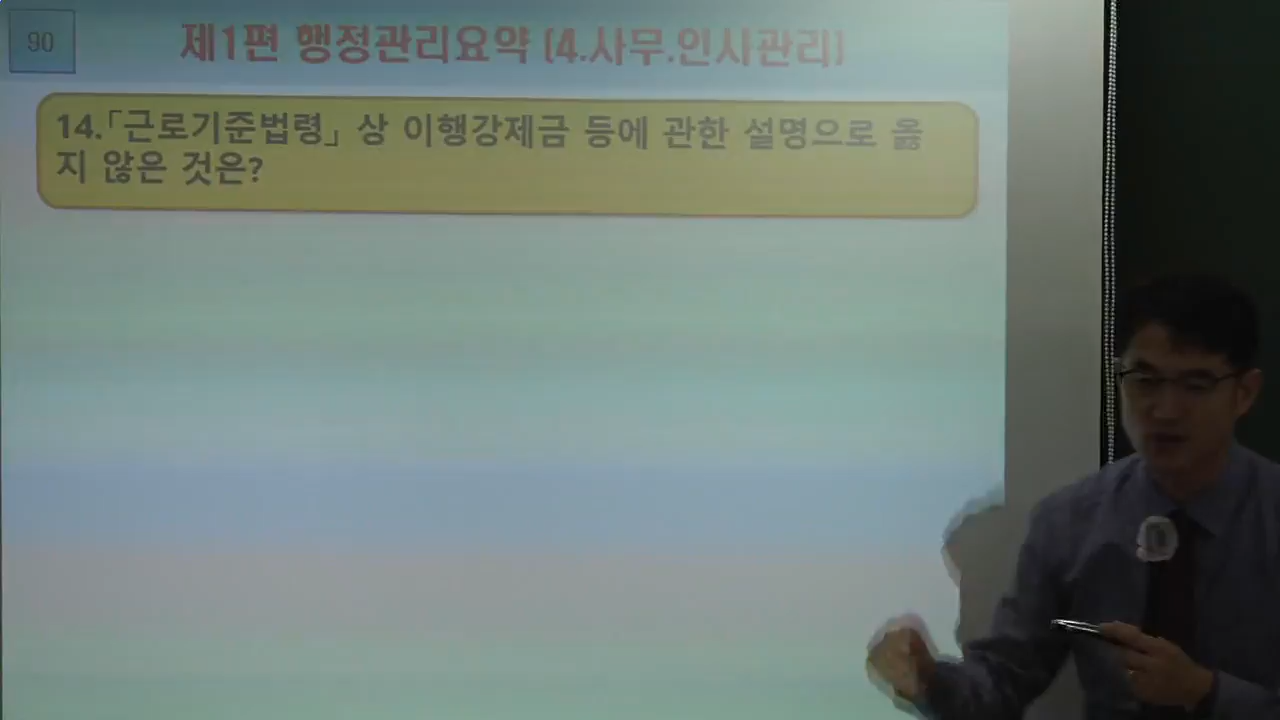 90
제1편 행정관리요약 (4.사무.인사관리)
14.「근로기준법령」 상 이행강제금 등에 관한 설명으로 옳
지 않은 것은?